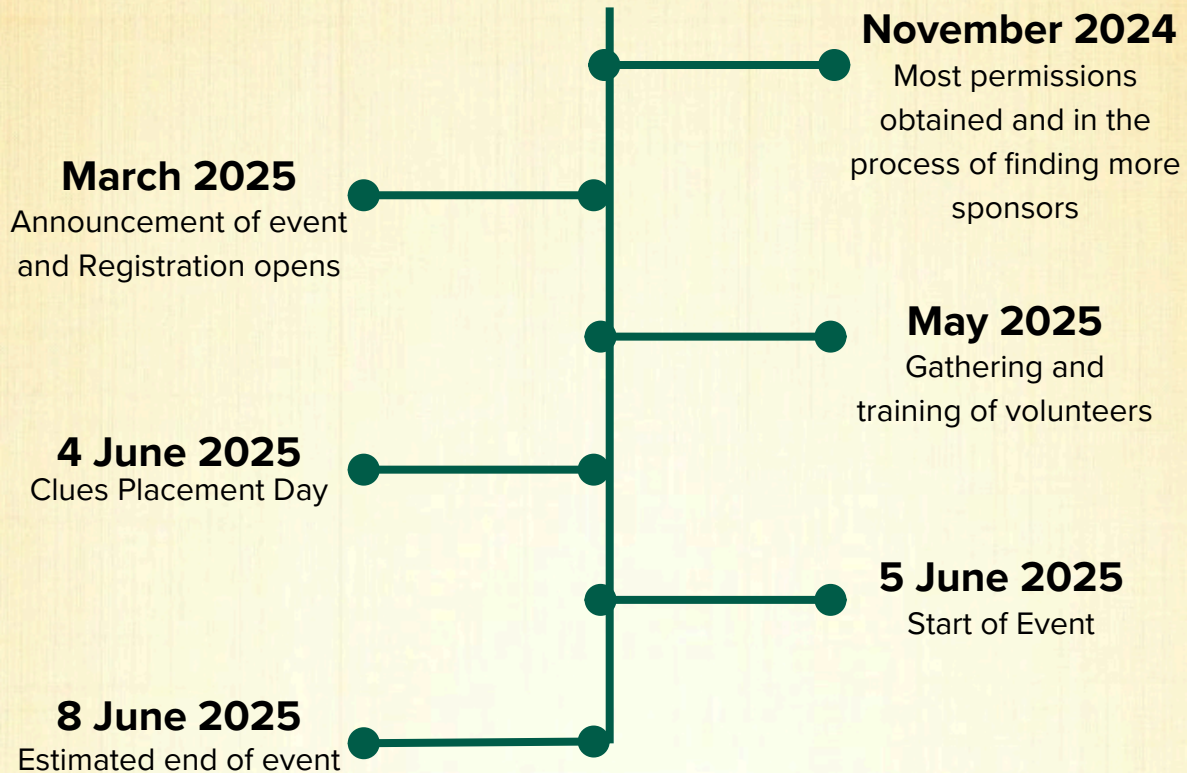 November 2024
Most permissions
obtained and in the
process of finding more
sponsors
March 2025
Announcement of event
and Registration opens
May 2025
Gathering and
training of volunteers
4 June 2025
Clues Placement Day
5 June 2025
Start of Event
8 June 2025
Estimated end of event